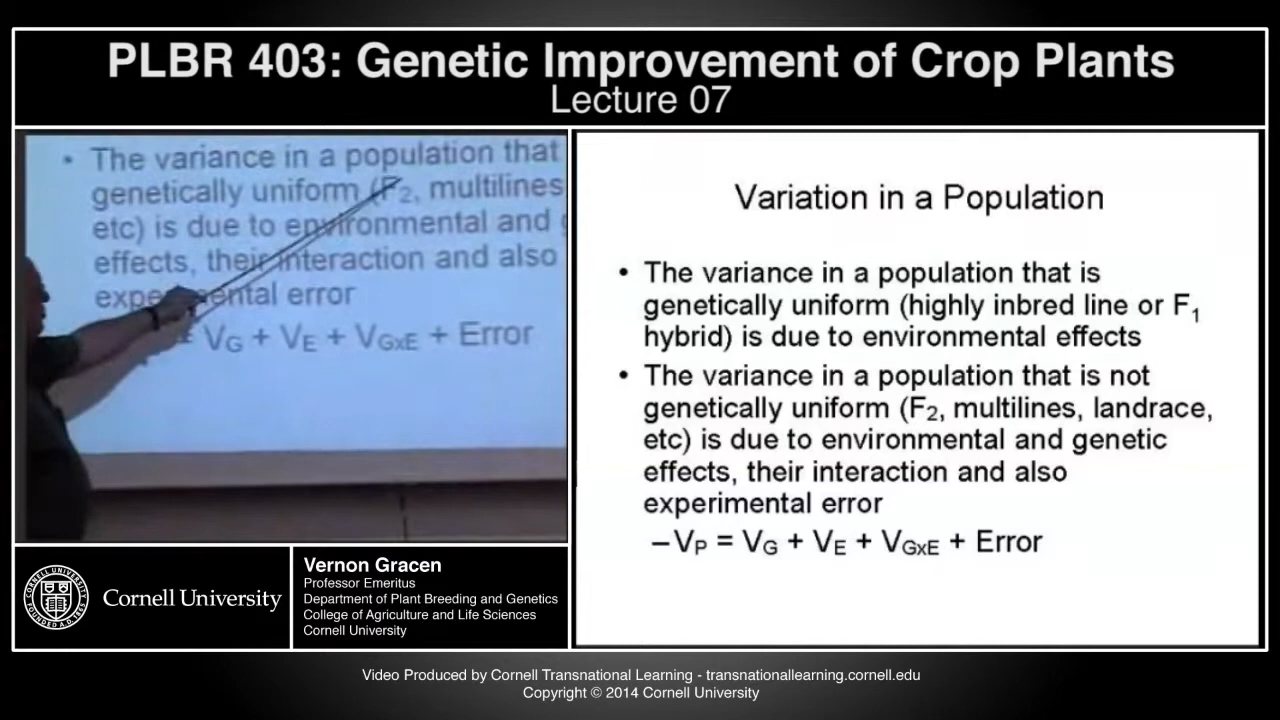 PLBR 403: Genetic Improvement of Crop Plants
Lecture 07
• The variance in a population that
genetically uniform (F2, multilines
etc) is due to environmental and
effects, their interaction and also
experimental error
VG + VE + VGxE + Error
Variation in a Population
• The variance in a population that is
genetically uniform (highly inbred line or F1
hybrid) is due to environmental effects
• The variance in a population that is not
genetically uniform (F2, multilines, landrace,
etc) is due to environmental and genetic
effects, their interaction and also
experimental error
– VP = VG + VE + VGxE + Error
Cornell University
Vernon Gracen
Professor Emeritus
Department of Plant Breeding and Genetics
College of Agriculture and Life Sciences
Cornell University
Video Produced by Cornell Transnational Learning - transnationallearning.cornell.edu
Copyright © 2014 Cornell University